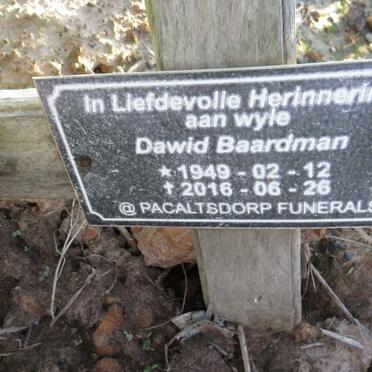 In Liefdevolle Herinnerin
aan wyle
Dawid Baardman
★ 1949 - 02 - 12
✝ 2016 - 06 - 26
@ PACALTSDORP FUNERALS